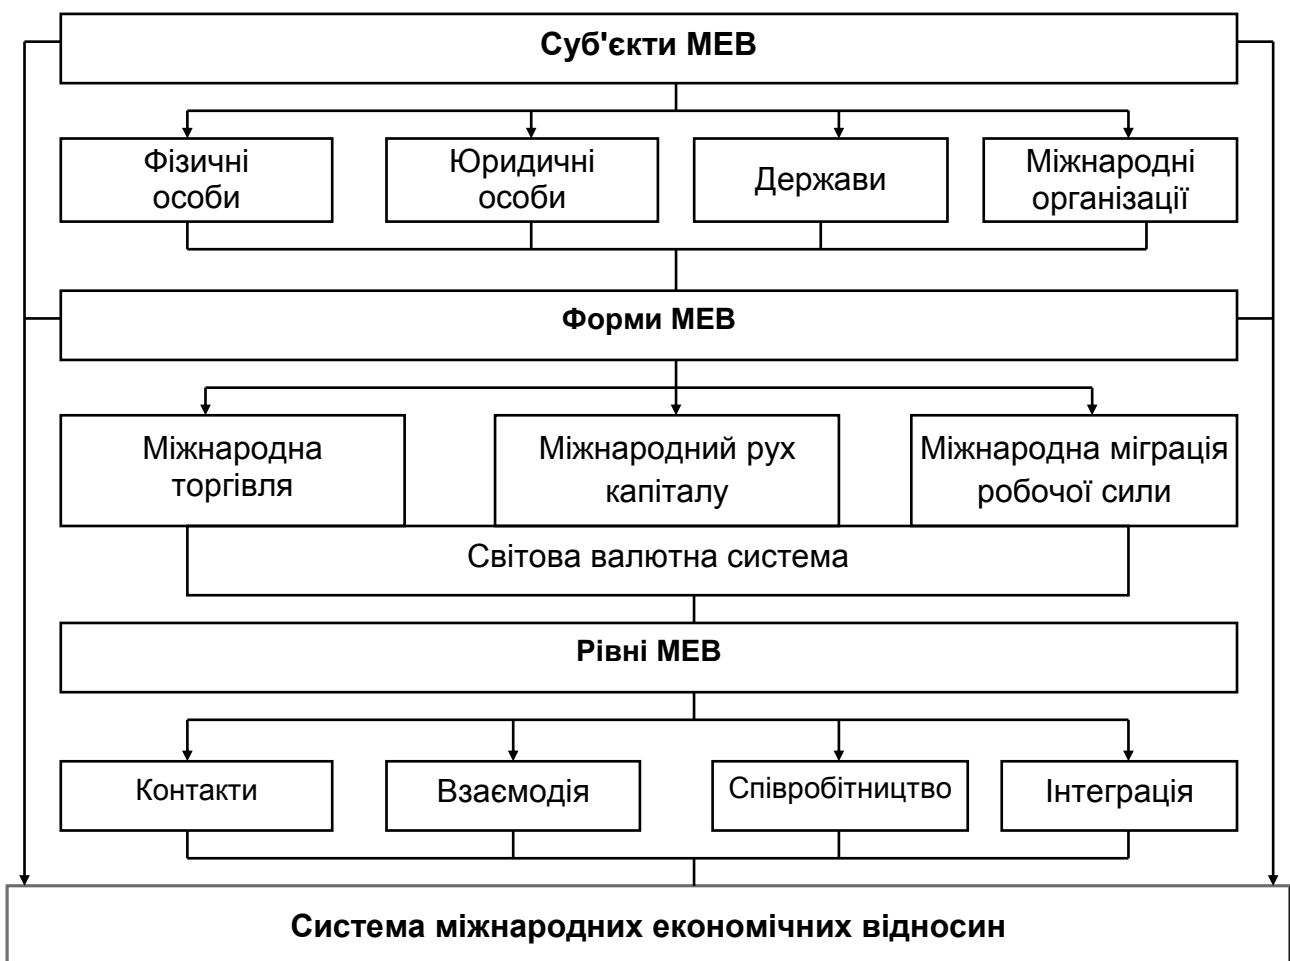 Суб'єкти МЕВ
Фізичні
особи
Юридичні
особи
Держави
Міжнародні
організації
Форми МЕВ
Міжнародна
торгівля
Міжнародний рух
капіталу
Міжнародна міграція
робочої сили
Світова валютна система
Рівні МЕВ
Контакти
Взаємодія
Співробітництво
Інтеграція
Система міжнародних економічних відносин